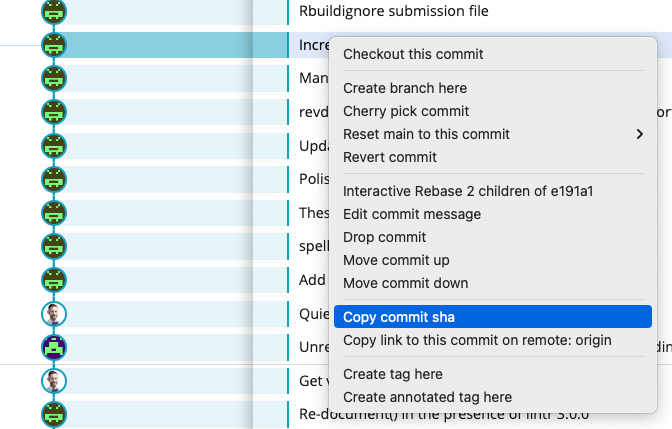 Rbuildignore submission file
Incre
Checkout this commit
Man
Create branch here
revd
Cherry pick commit
Reset main to this commit
Upda
Revert commit
Polis
Interactive Rebase 2 children of e191a1
Thes
Edit commit message
spell
Drop commit
Move commit up
Add
Move commit down
Quie
Copy commit sha
Unre
Copy link to this commit on remote: origin
Get v
Create tag here
Create annotated tag here
Re-document() in the presence of lintr 3.0.0